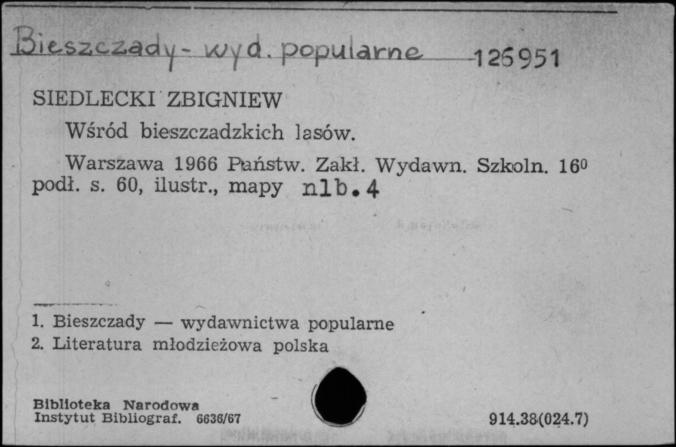 Bieszczady - wyd. popularne 126951
SIEDLECKI ZBIGNIEW
Wśród bieszczadzkich lasów.
Warszawa 1966 Państw. Zakł. Wydawn. Szkoln. 16⁰
podł. s. 60, ilustr., mapy nlb. 4
1. Bieszczady — wydawnictwa popularne
2. Literatura młodzieżowa polska
Biblioteka Narodowa
Instytut Bibliograf. 6636/67
914.38(024.7)